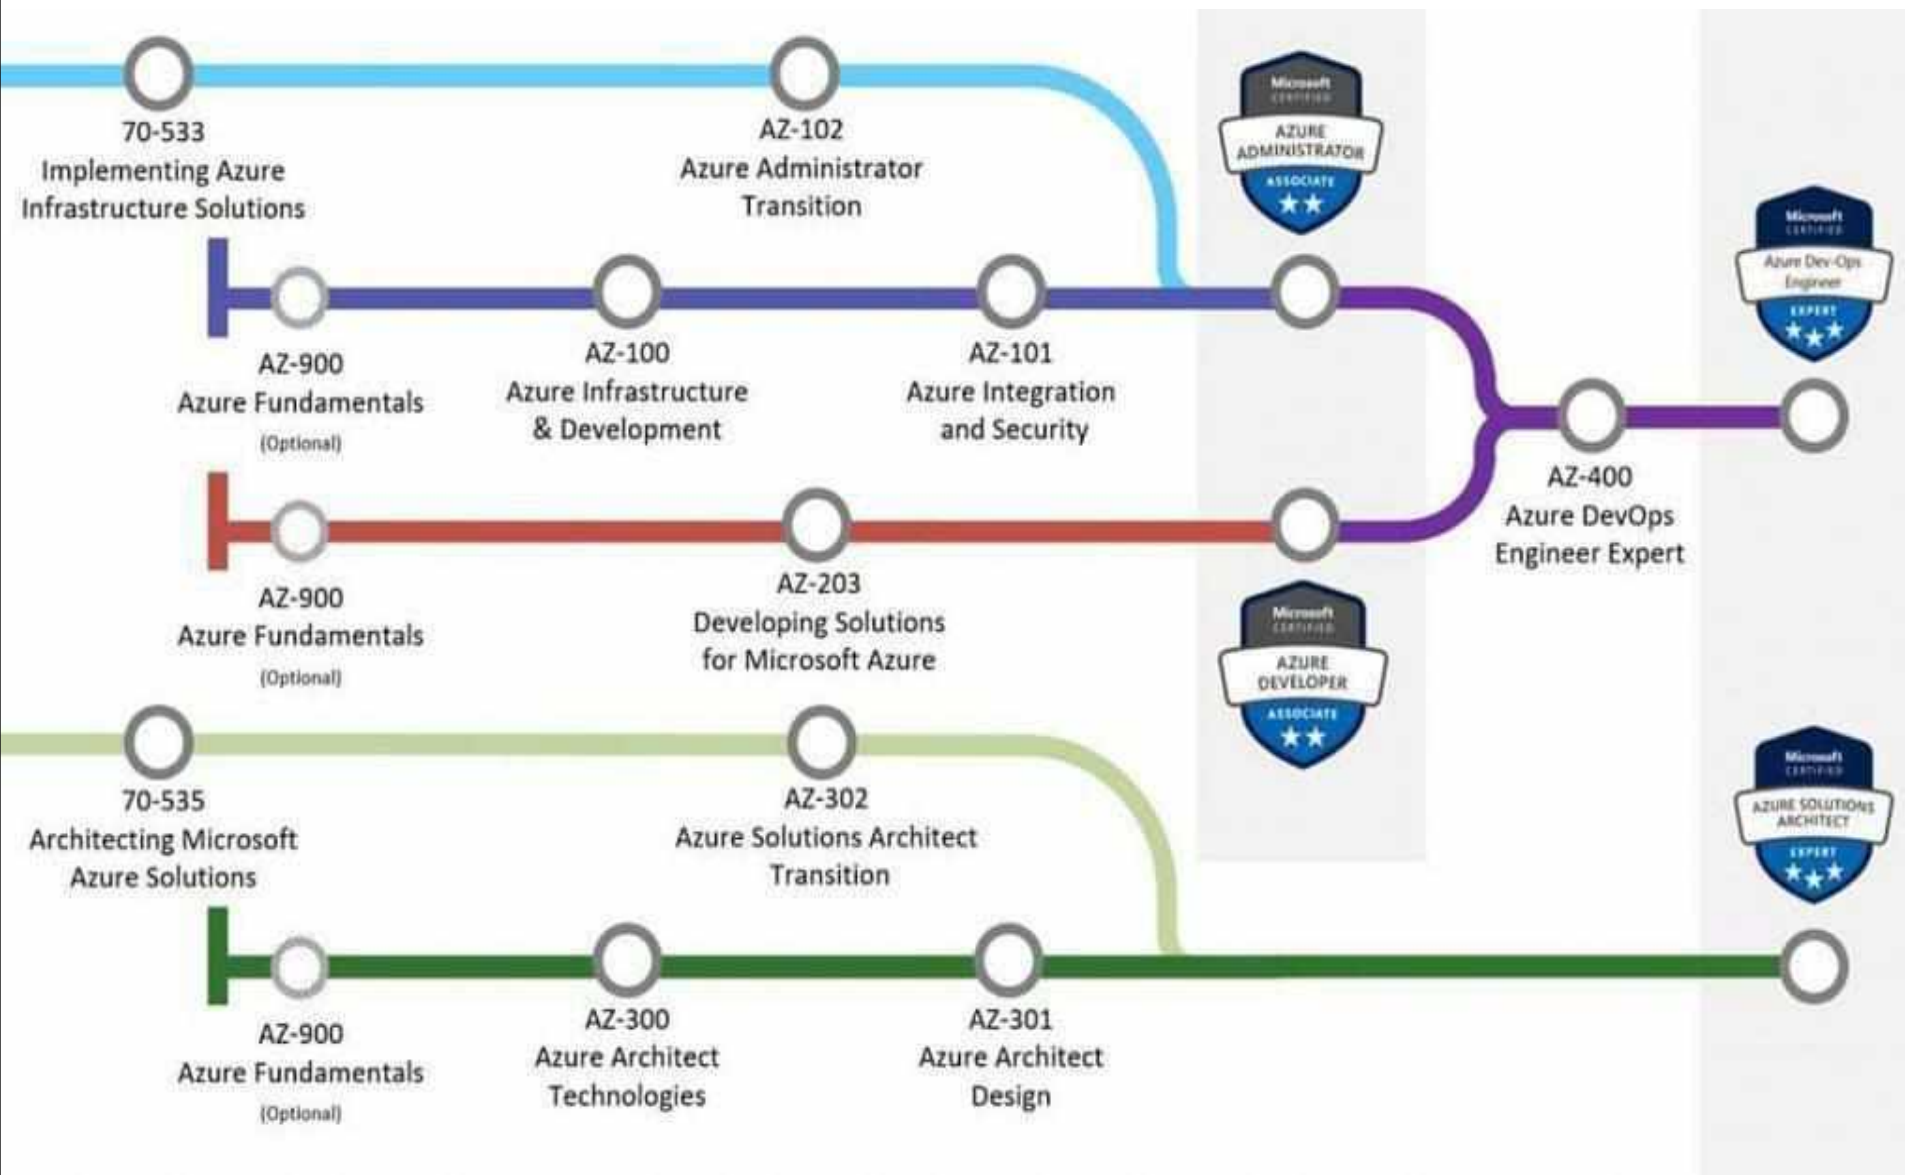 70-533
Implementing Azure
Infrastructure Solutions
AZ-102
Azure Administrator
Transition
Microsoft
CERTIFIED
AZURE
ADMINISTRATOR
ASSOCIATE
Microsoft
CERTIFIED
Azure Dev-Ops
Engineer
EXPERT
AZ-900
Azure Fundamentals
(Optional)
AZ-100
Azure Infrastructure
& Development
AZ-101
Azure Integration
and Security
AZ-400
Azure DevOps
Engineer Expert
AZ-900
Azure Fundamentals
(Optional)
AZ-203
Developing Solutions
for Microsoft Azure
Microsoft
CERTIFIED
AZURE
DEVELOPER
ASSOCIATE
70-535
Architecting Microsoft
Azure Solutions
AZ-302
Azure Solutions Architect
Transition
Microsoft
CERTIFIED
AZURE SOLUTIONS
ARCHITECT
EXPERT
AZ-900
Azure Fundamentals
(Optional)
AZ-300
Azure Architect
Technologies
AZ-301
Azure Architect
Design